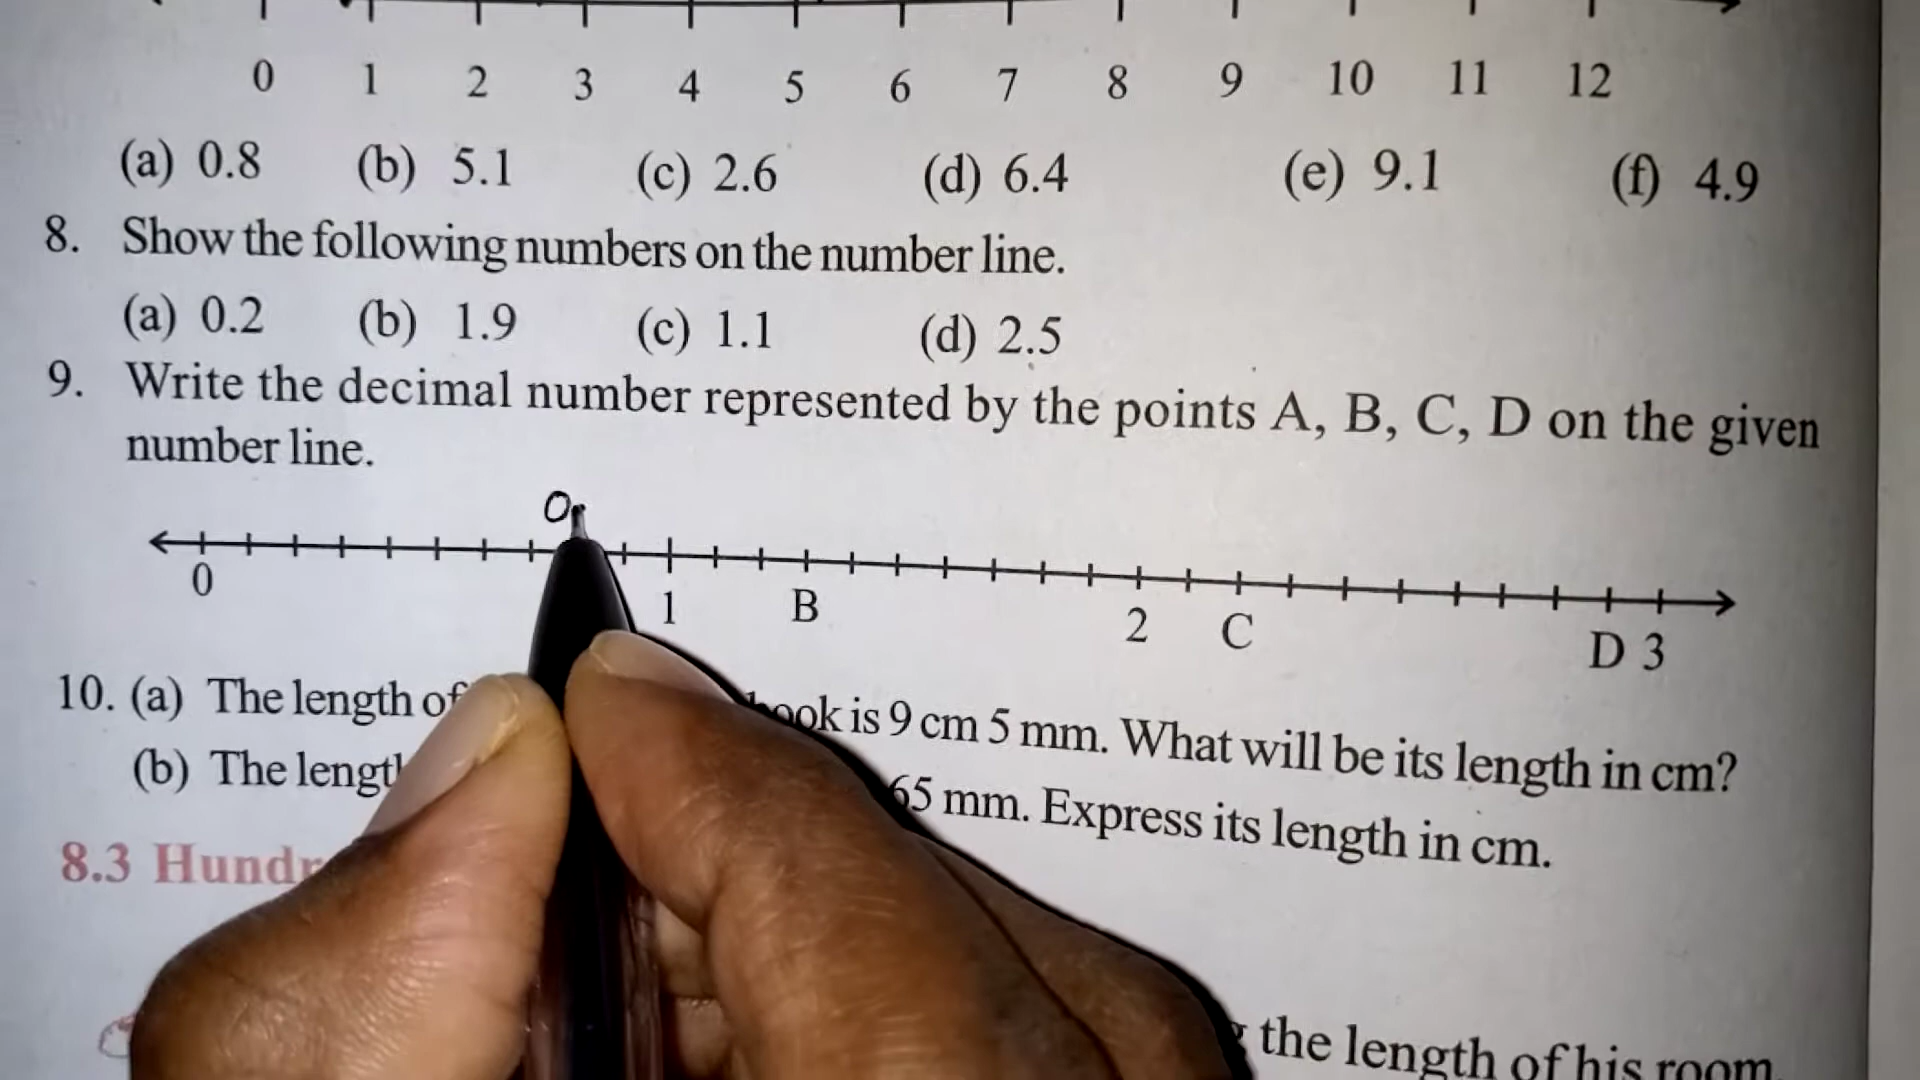 0 1 2 3 4 5 6 7 8 9 10 11 12
(a) 0.8 (b) 5.1 (c) 2.6 (d) 6.4 (e) 9.1 (f) 4.9
8. Show the following numbers on the number line.
(a) 0.2 (b) 1.9 (c) 1.1 (d) 2.5
9. Write the decimal number represented by the points A, B, C, D on the given
number line.
0
0 1 B 2 C D 3
10. (a) The length of is 9 cm 5 mm. What will be its length in cm?
(b) The 65 mm. Express its length in cm.
8.3
the length of his room